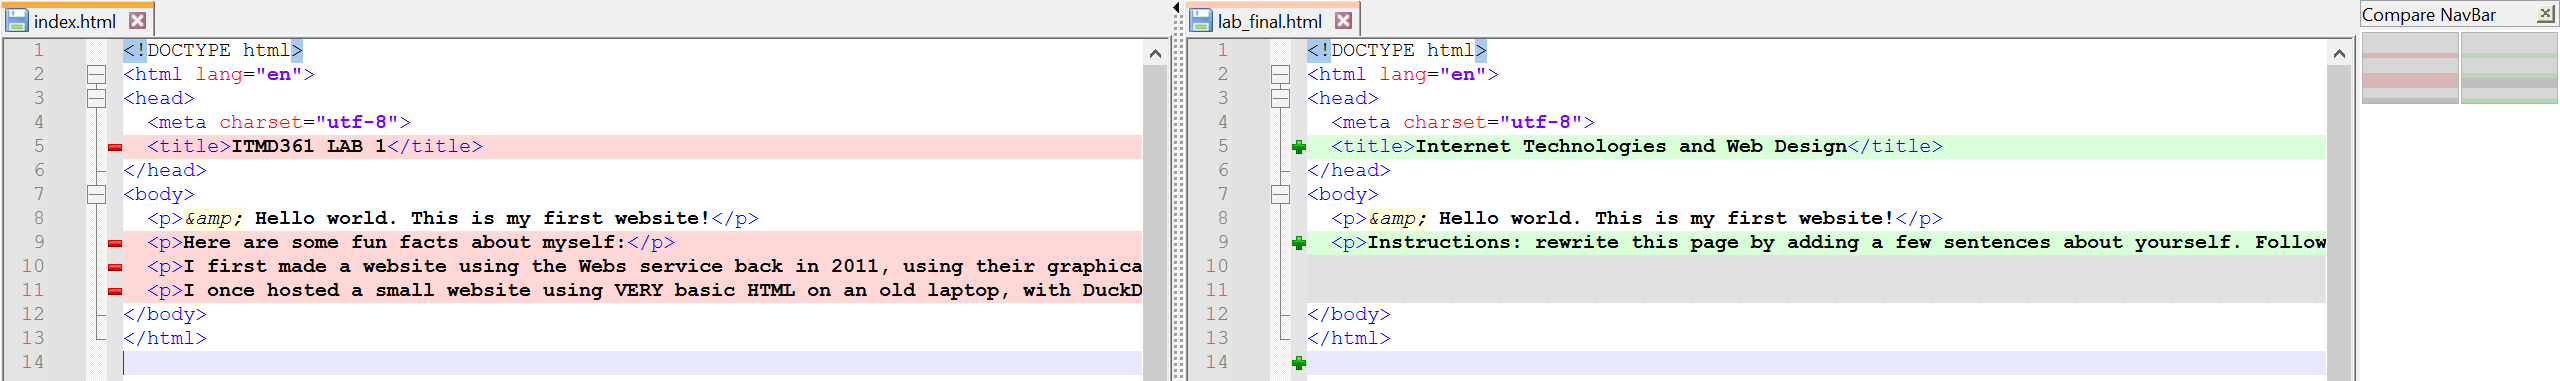 index.html
1 <!DOCTYPE html>
2 <html lang="en">
3 <head>
4 <meta charset="utf-8">
5 <title>ITMD361 LAB 1</title>
6 </head>
7 <body>
8 <p>&amp; Hello world. This is my first website!</p>
9 <p>Here are some fun facts about myself:</p>
10 <p>I first made a website using the Webs service back in 2011, using their graphica
11 <p>I once hosted a small website using VERY basic HTML on an old laptop, with DuckD
12 </body>
13 </html>
14
lab_final.html
1 <!DOCTYPE html>
2 <html lang="en">
3 <head>
4 <meta charset="utf-8">
5 <title>Internet Technologies and Web Design</title>
6 </head>
7 <body>
8 <p>&amp; Hello world. This is my first website!</p>
9 <p>Instructions: rewrite this page by adding a few sentences about yourself. Follow
10
11
12 </body>
13 </html>
14
Compare NavBar